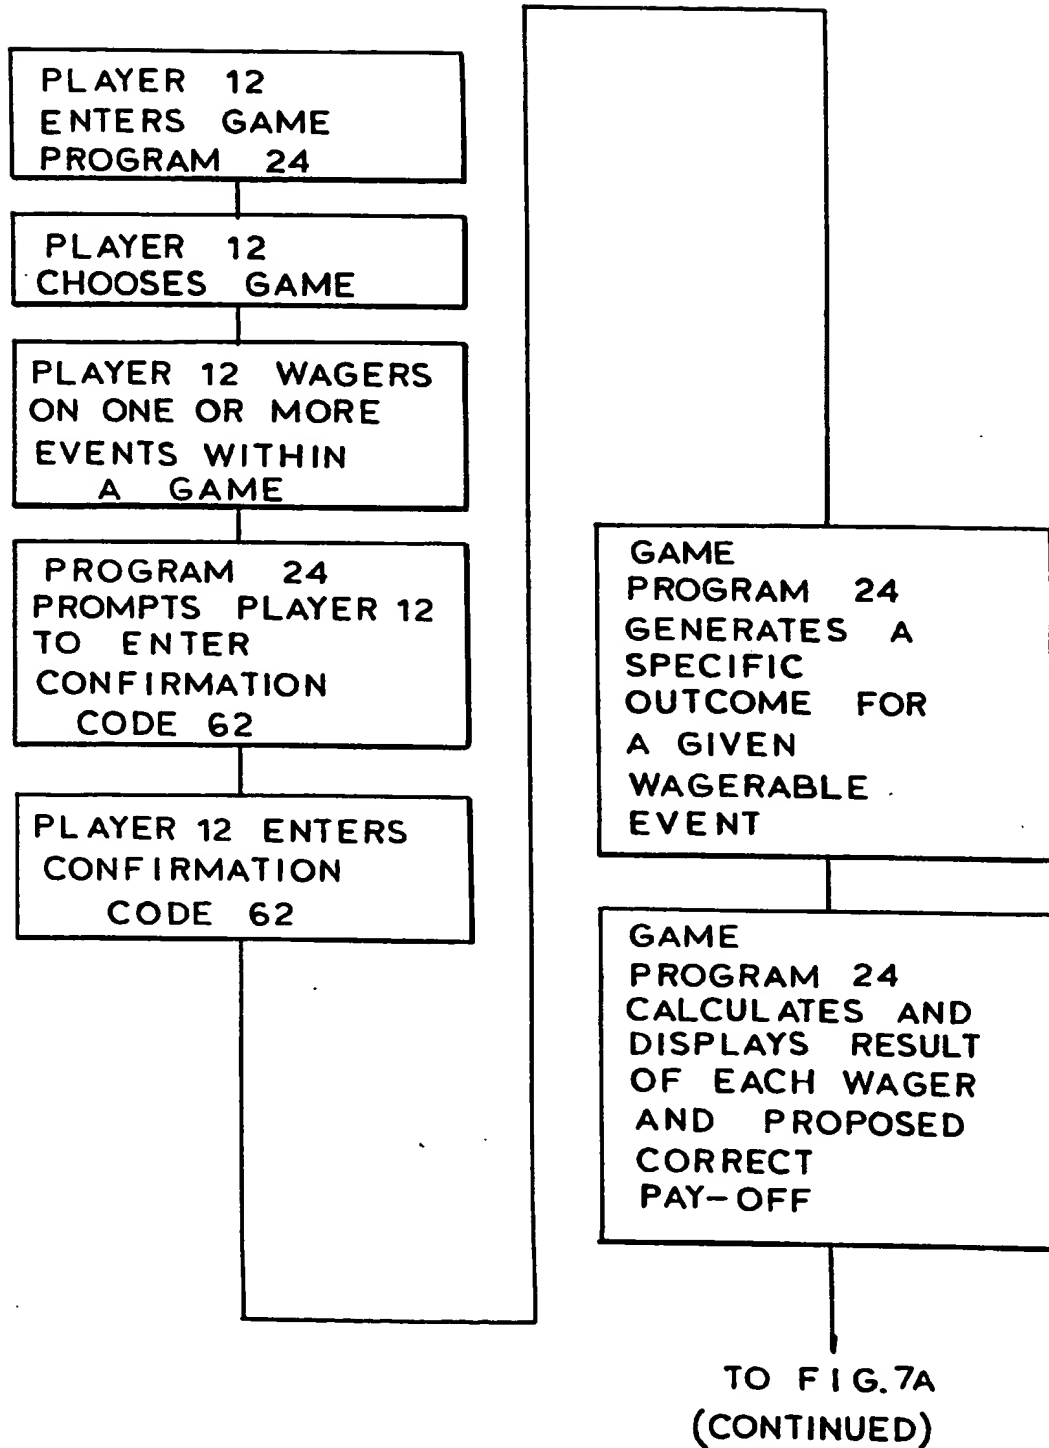 PLAYER 12
ENTERS GAME
PROGRAM 24
PLAYER 12
CHOOSES GAME
PLAYER 12 WAGERS
ON ONE OR MORE
EVENTS WITHIN
A GAME
PROGRAM 24
PROMPTS PLAYER 12
TO ENTER
CONFIRMATION
CODE 62
PLAYER 12 ENTERS
CONFIRMATION
CODE 62
GAME
PROGRAM 24
GENERATES A
SPECIFIC
OUTCOME FOR
A GIVEN
WAGERABLE
EVENT
GAME
PROGRAM 24
CALCULATES AND
DISPLAYS RESULT
OF EACH WAGER
AND PROPOSED
CORRECT
PAY-OFF
TO FIG.7A
(CONTINUED)